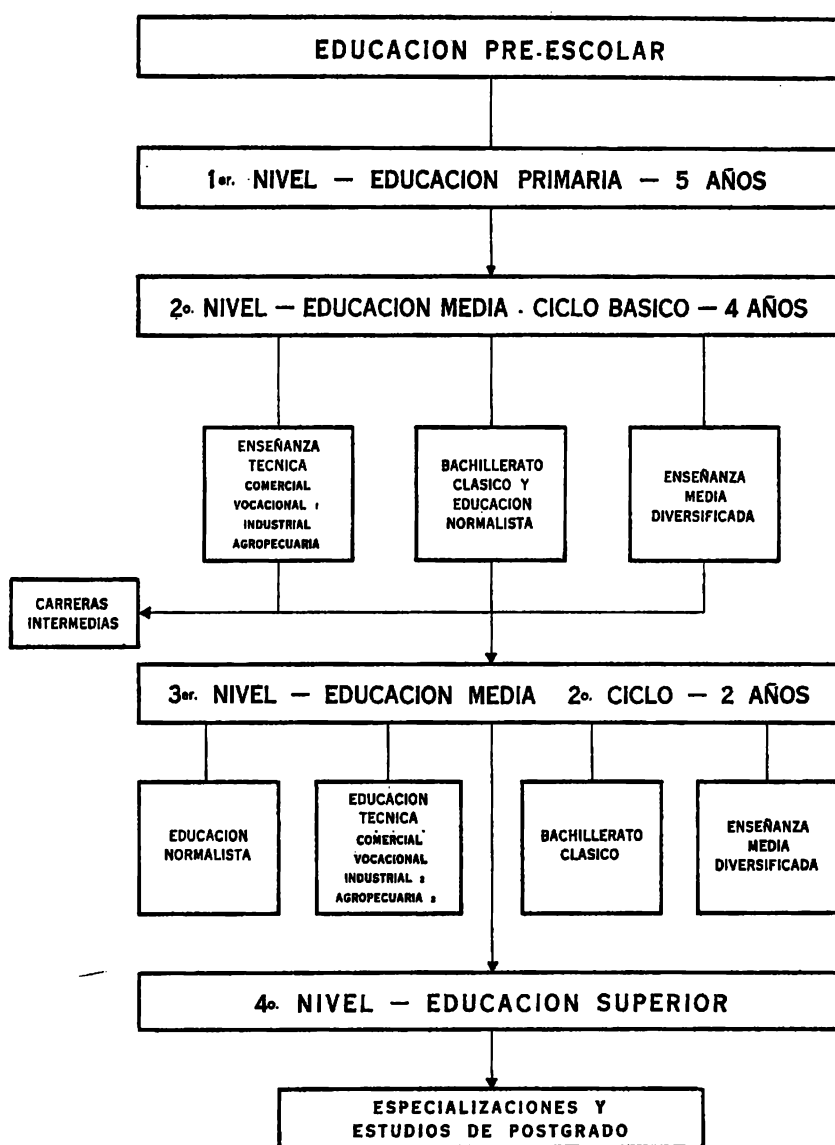 EDUCACION PRE-ESCOLAR
1er. NIVEL — EDUCACION PRIMARIA — 5 AÑOS
2o. NIVEL — EDUCACION MEDIA . CICLO BASICO — 4 AÑOS
ENSEÑANZA
TECNICA
COMERCIAL
VOCACIONAL 1
INDUSTRIAL
AGROPECUARIA
BACHILLERATO
CLASICO Y
EDUCACION
NORMALISTA
ENSEÑANZA
MEDIA
DIVERSIFICADA
CARRERAS
INTERMEDIAS
3er. NIVEL — EDUCACION MEDIA 2o. CICLO — 2 AÑOS
EDUCACION
NORMALISTA
EDUCACION
TECNICA
COMERCIAL
VOCACIONAL
INDUSTRIAL 2
AGROPECUARIA 2
BACHILLERATO
CLASICO
ENSEÑANZA
MEDIA
DIVERSIFICADA
4o. NIVEL — EDUCACION SUPERIOR
ESPECIALIZACIONES Y
ESTUDIOS DE POSTGRADO